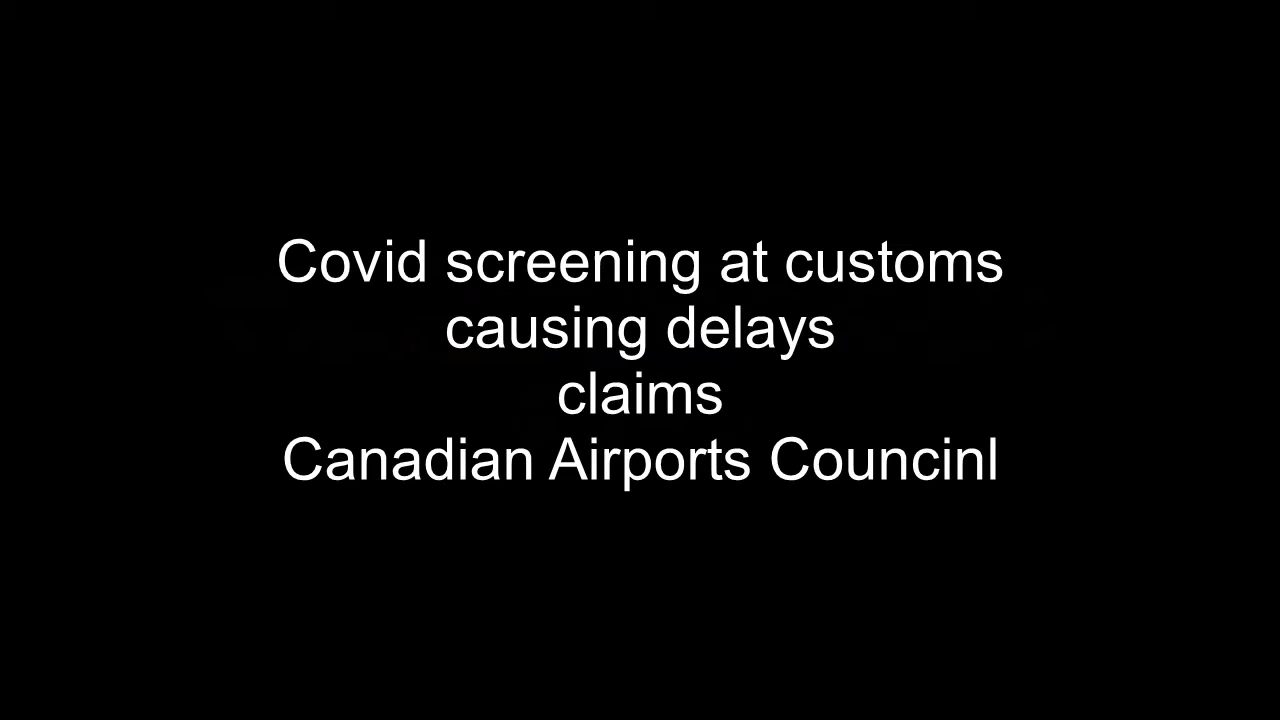 Covid screening at customs
causing delays
claims
Canadian Airports Councinl